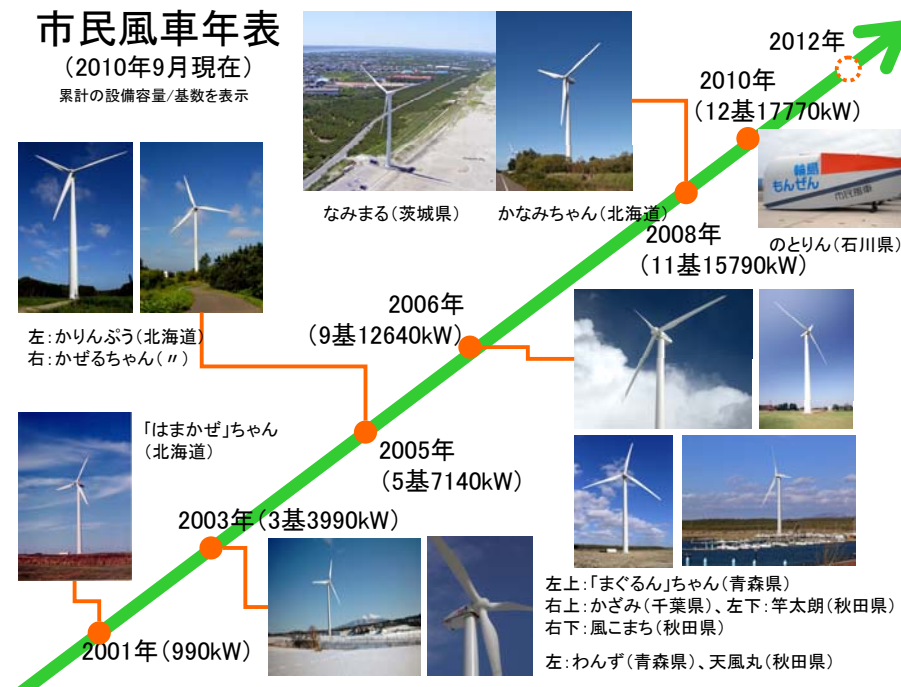 市民風車年表
(2010年9月現在)
累計の設備容量/基数を表示
2012年
2010年
(12基17770kW)
輪島
もんぜん
市民風車
なみまる(茨城県)
かなみちゃん(北海道)
のとりん(石川県)
2008年
(11基15790kW)
2006年
(9基12640kW)
左:かりんぷう(北海道)
右:かぜるちゃん(〃)
「はまかぜ」ちゃん
(北海道)
2005年
(5基7140kW)
2003年(3基3990kW)
左上:「まぐるん」ちゃん(青森県)
右上:かざみ(千葉県)、左下:竿太朗(秋田県)
右下:風こまち(秋田県)
2001年(990kW)
左:わんず(青森県)、天風丸(秋田県)